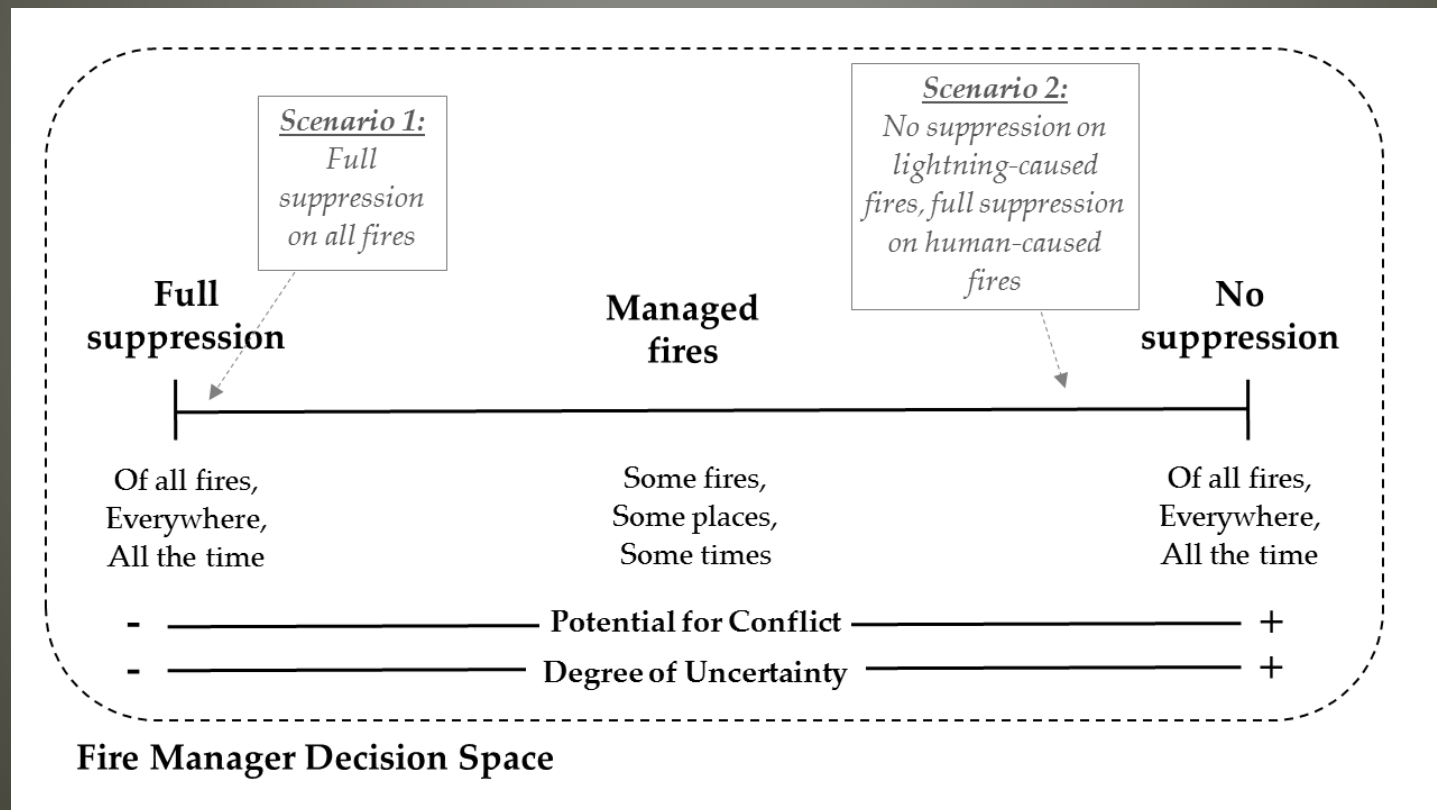 Scenario 1:
Full
suppression
on all fires
Scenario 2:
No suppression on
lightning-caused
fires, full suppression
on human-caused
fires
Full
suppression
Managed
fires
No
suppression
Of all fires,
Everywhere,
All the time
Some fires,
Some places,
Some times
Of all fires,
Everywhere,
All the time
- Potential for Conflict +
- Degree of Uncertainty +
Fire Manager Decision Space